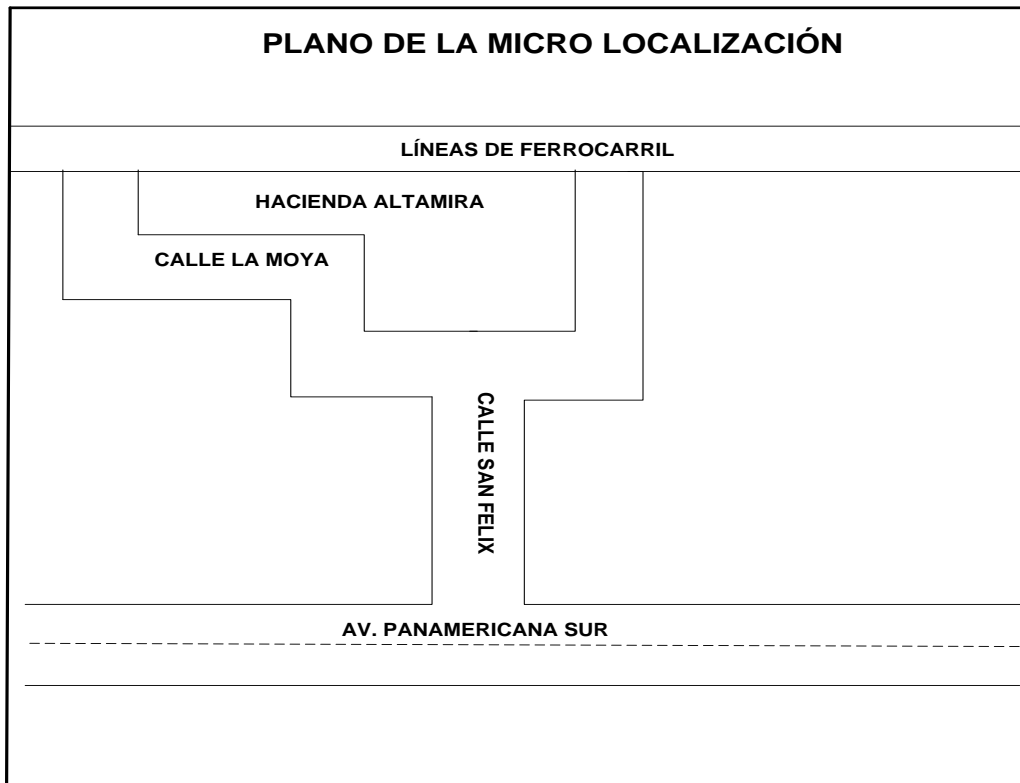 PLANO DE LA MICRO LOCALIZACIÓN
LÍNEAS DE FERROCARRIL
HACIENDA ALTAMIRA
CALLE LA MOYA
CALLE SAN FELIX
AV. PANAMERICANA SUR